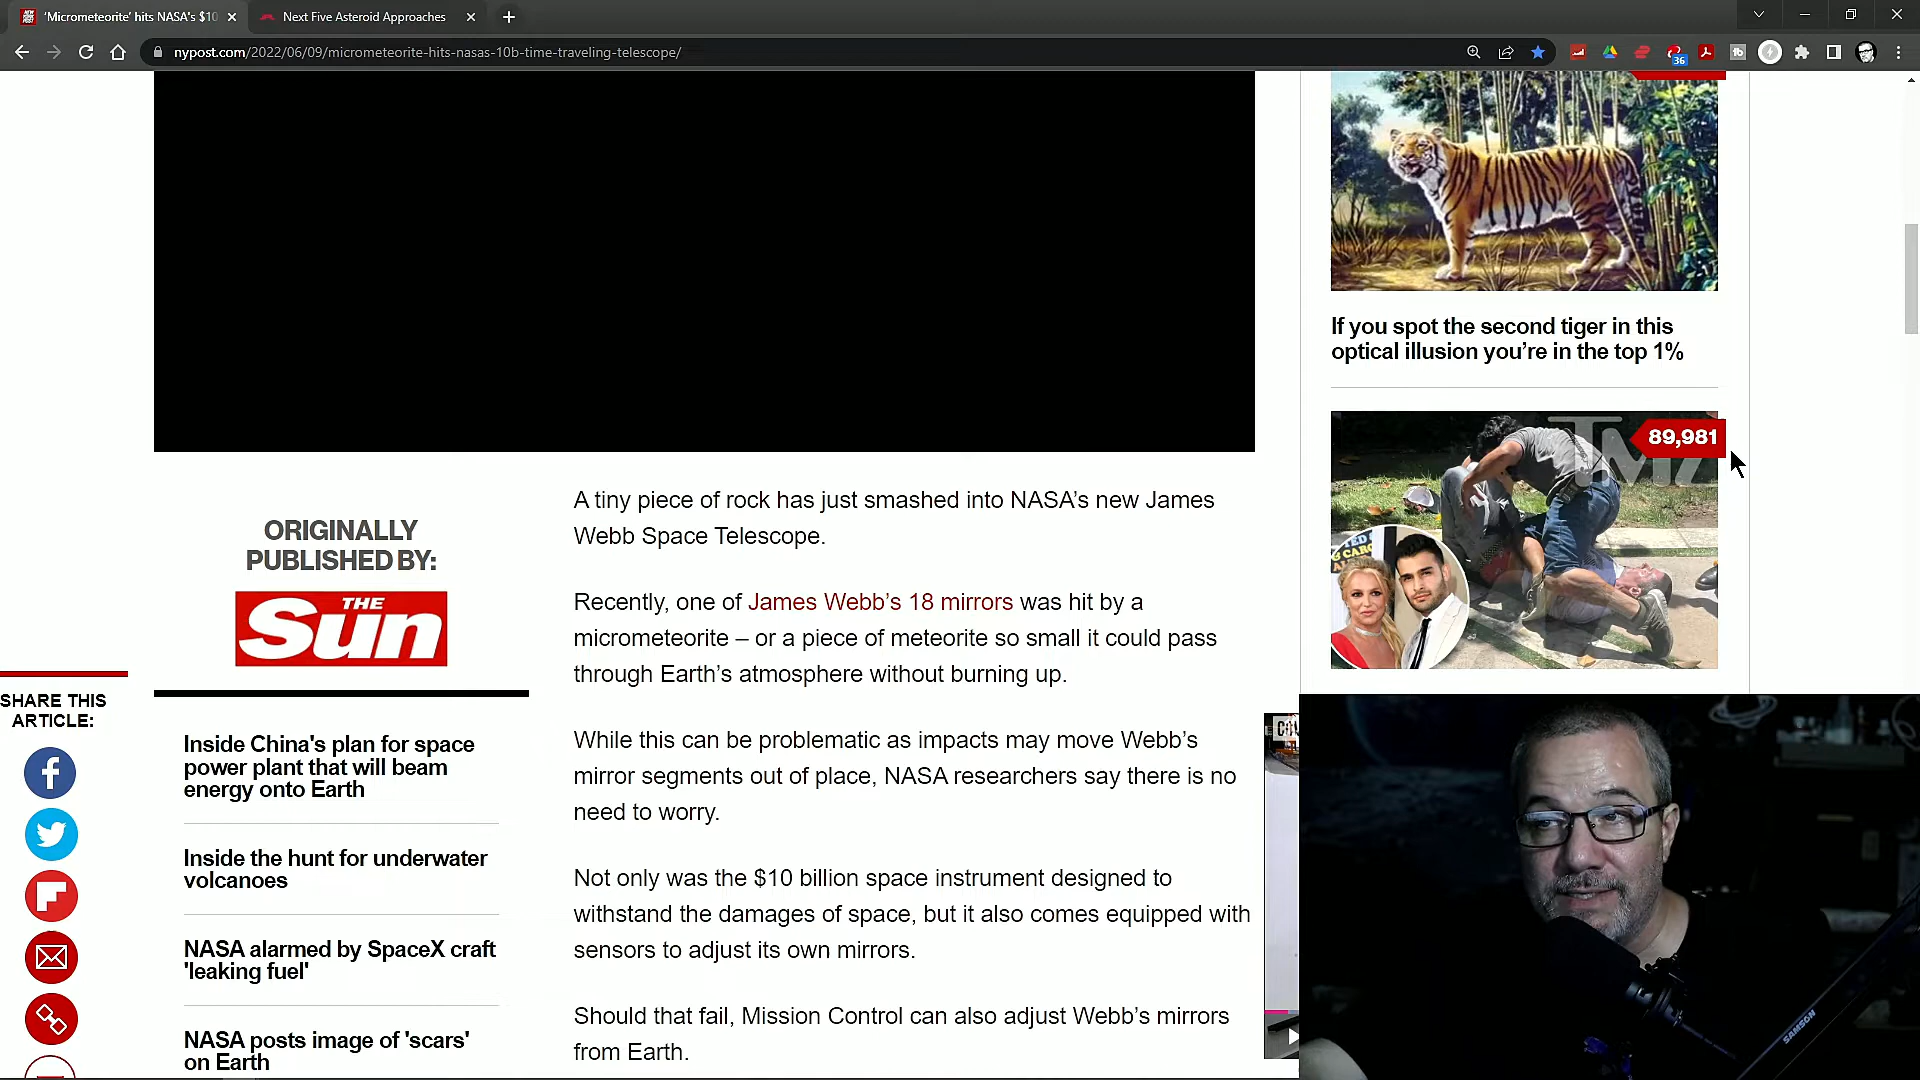 'Micrometeorite' hits NASA's $10
Next Five Asteroid Approaches
nypost.com/2022/06/09/micrometeorite-hits-nasas-10b-time-traveling-telescope/
36
If you spot the second tiger in this
optical illusion you’re in the top 1%
TMZ
89,981
ORIGINALLY
PUBLISHED BY:
THE
Sun
SHARE THIS
ARTICLE:
Inside China's plan for space
power plant that will beam
energy onto Earth
Inside the hunt for underwater
volcanoes
NASA alarmed by SpaceX craft
'leaking fuel'
NASA posts image of 'scars'
on Earth
A tiny piece of rock has just smashed into NASA’s new James
Webb Space Telescope.
Recently, one of James Webb’s 18 mirrors was hit by a
micrometeorite – or a piece of meteorite so small it could pass
through Earth’s atmosphere without burning up.
While this can be problematic as impacts may move Webb’s
mirror segments out of place, NASA researchers say there is no
need to worry.
Not only was the $10 billion space instrument designed to
withstand the damages of space, but it also comes equipped with
sensors to adjust its own mirrors.
Should that fail, Mission Control can also adjust Webb’s mirrors
from Earth.
SAMSON